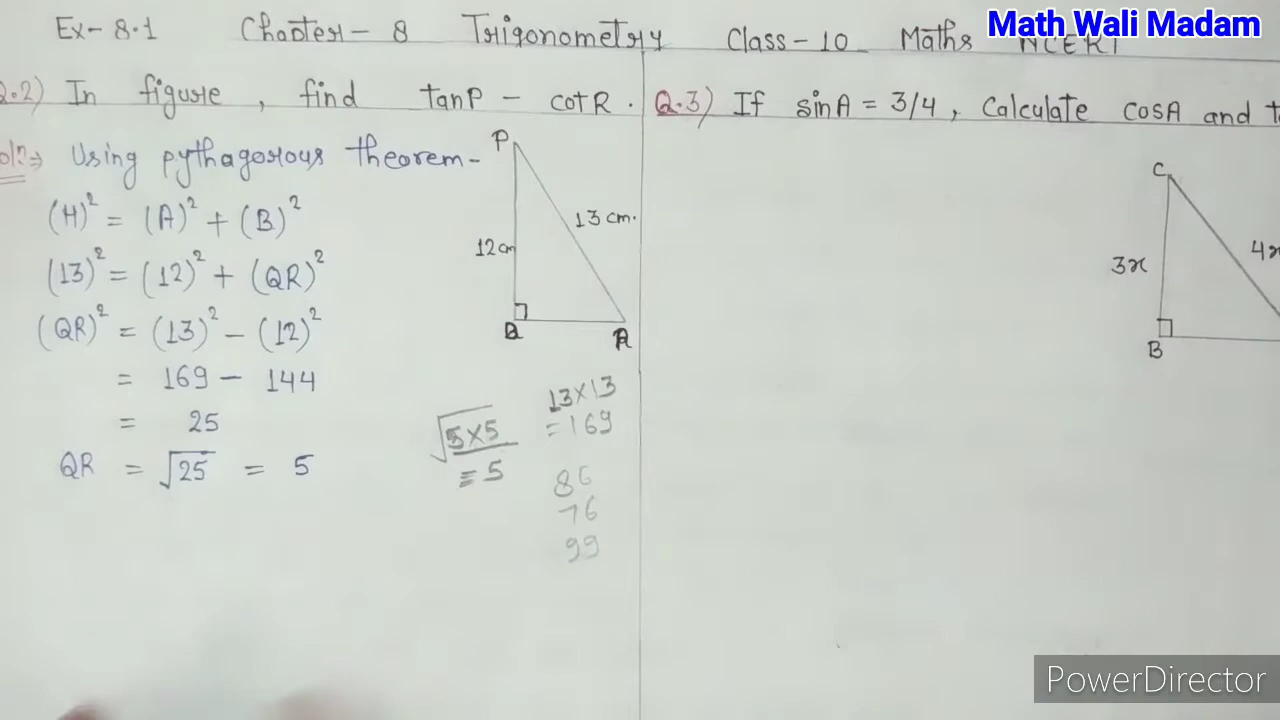 Ex-8.1 Chapter-8 Trigonometry Class-10 Maths NCERT
Math Wali Madam
Q.2) In figure, find tanP - cotR.
Using pythagorous theorem-
(H)² = (A)² + (B)²
(13)² = (12)² + (QR)²
(QR)² = (13)² - (12)²
= 169 - 144
= 25
QR = √25 = 5
P
13 cm.
12cm
Q
R
13×13
= 169
√5×5
= 5
86
76
99
Q.3) If sinA = 3/4, Calculate cosA and
C
3x
B
PowerDirector